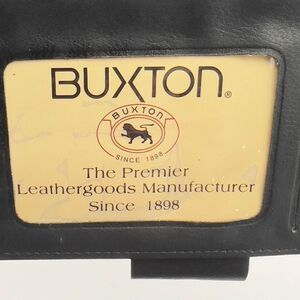 BUXTON®
BUXTON
SINCE 1898
The Premier
Leathergoods Manufacturer
Since 1898